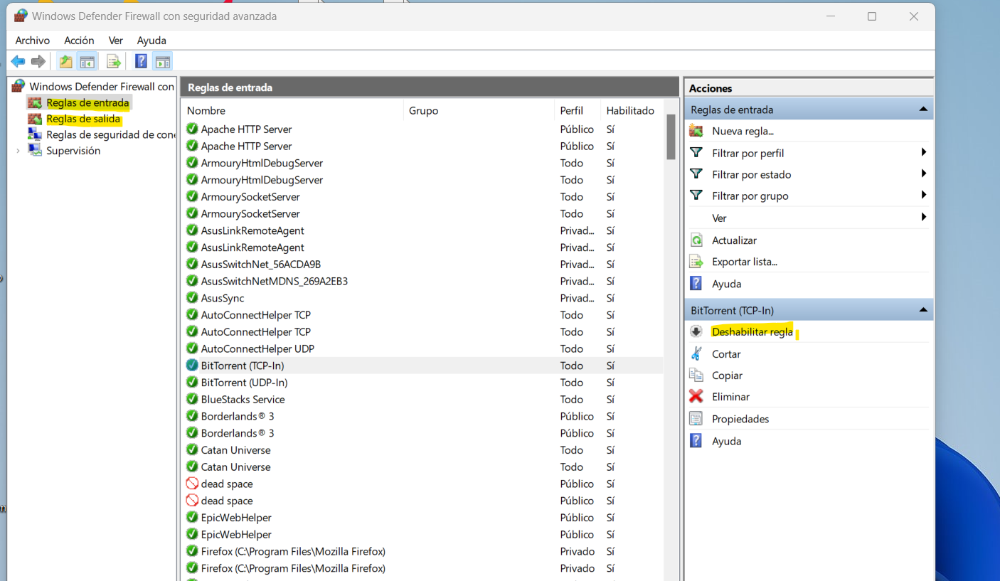 Windows Defender Firewall con seguridad avanzada
Archivo Acción Ver Ayuda
Windows Defender Firewall con
Reglas de entrada
Reglas de salida
Reglas de seguridad de con
Supervisión
Reglas de entrada
Nombre Grupo Perfil Habilitado
Apache HTTP Server Público Sí
Apache HTTP Server Público Sí
ArmouryHtmlDebugServer Todo Sí
ArmouryHtmlDebugServer Todo Sí
ArmourySocketServer Todo Sí
ArmourySocketServer Todo Sí
AsusLinkRemoteAgent Privad... Sí
AsusLinkRemoteAgent Privad... Sí
AsusSwitchNet_56ACDA9B Privad... Sí
AsusSwitchNetMDNS_269A2EB3 Privad... Sí
AsusSync Privad... Sí
AutoConnectHelper TCP Todo Sí
AutoConnectHelper TCP Todo Sí
AutoConnectHelper UDP Todo Sí
BitTorrent (TCP-In) Todo Sí
BitTorrent (UDP-In) Todo Sí
BlueStacks Service Todo Sí
Borderlands® 3 Público Sí
Borderlands® 3 Público Sí
Catan Universe Todo Sí
Catan Universe Todo Sí
dead space Público Sí
dead space Público Sí
EpicWebHelper Público Sí
EpicWebHelper Público Sí
Firefox (C:\Program Files\Mozilla Firefox) Privado Sí
Firefox (C:\Program Files\Mozilla Firefox) Privado Sí
Acciones
Reglas de entrada
Nueva regla...
Filtrar por perfil
Filtrar por estado
Filtrar por grupo
Ver
Actualizar
Exportar lista...
Ayuda
BitTorrent (TCP-In)
Deshabilitar regla
Cortar
Copiar
Eliminar
Propiedades
Ayuda